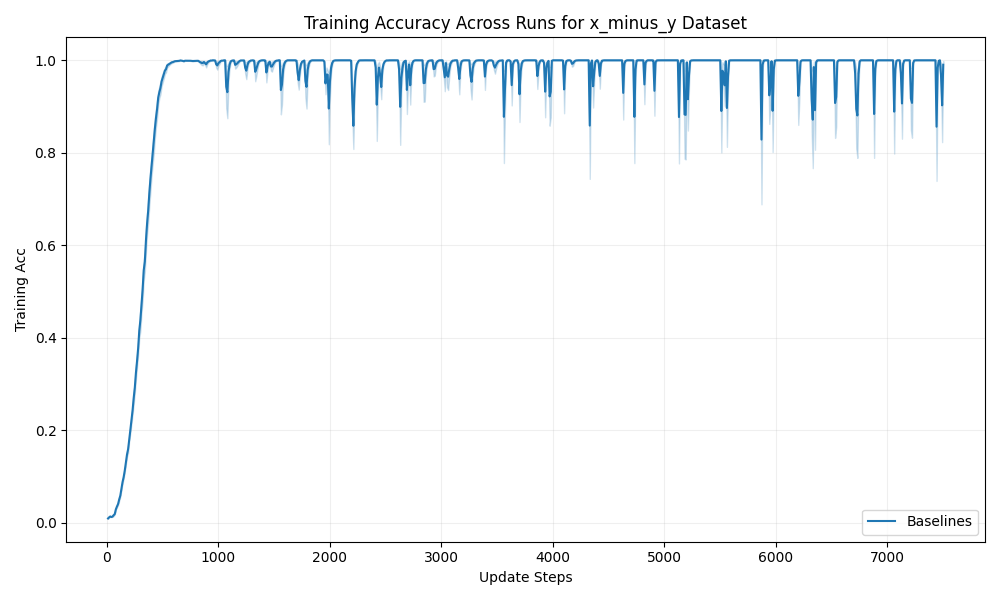 Training Accuracy Across Runs for x_minus_y Dataset
1.0
0.8
0.6
0.4
0.2
0.0
Training Acc
Baselines
0 1000 2000 3000 4000 5000 6000 7000
Update Steps